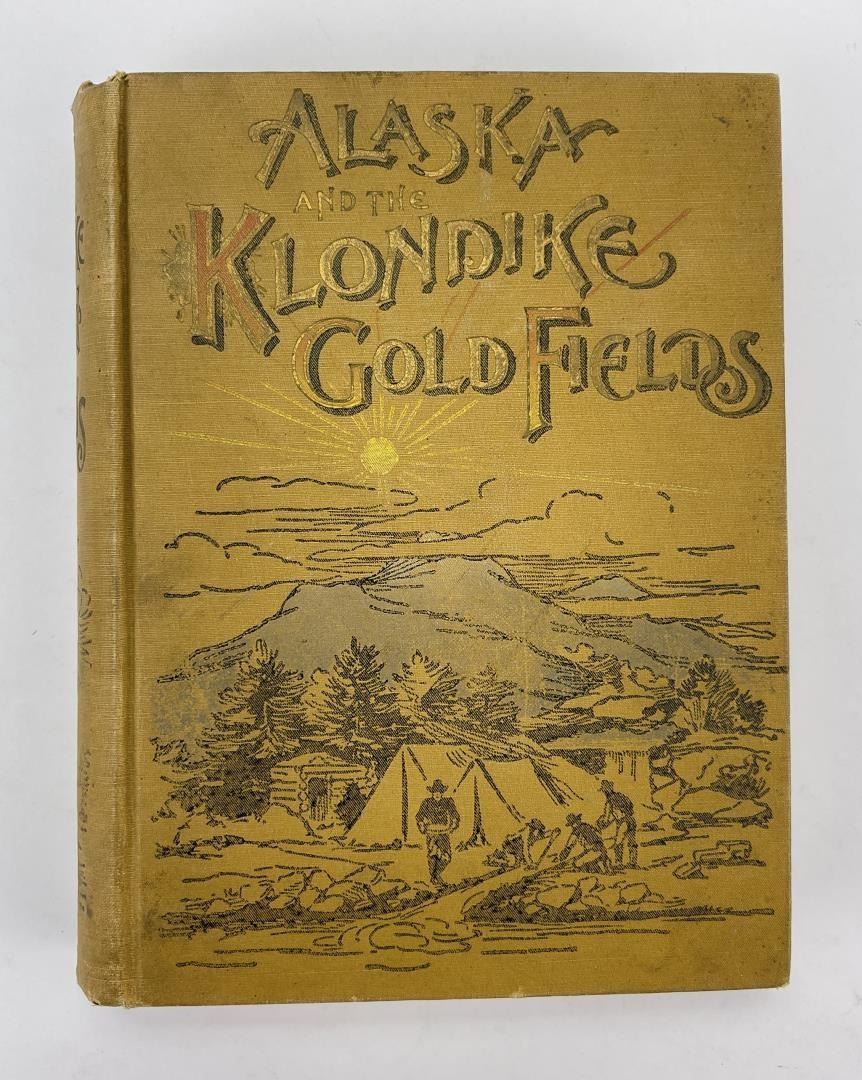 ALASKA
AND THE
KLONDIKE
GOLD FIELDS